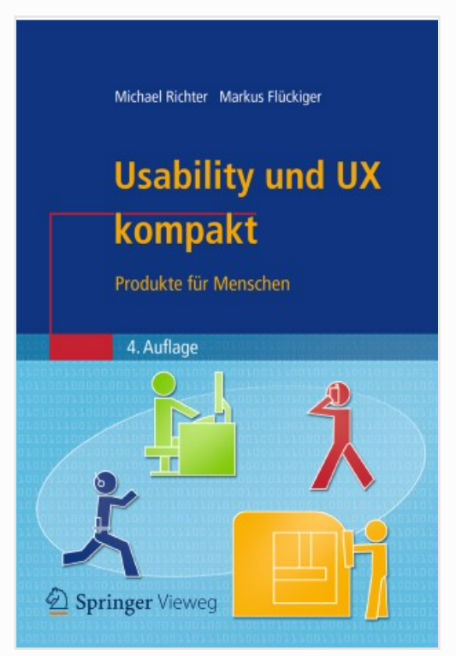 Michael Richter Markus Flückiger
Usability und UX
kompakt
Produkte für Menschen
4. Auflage
Springer Vieweg